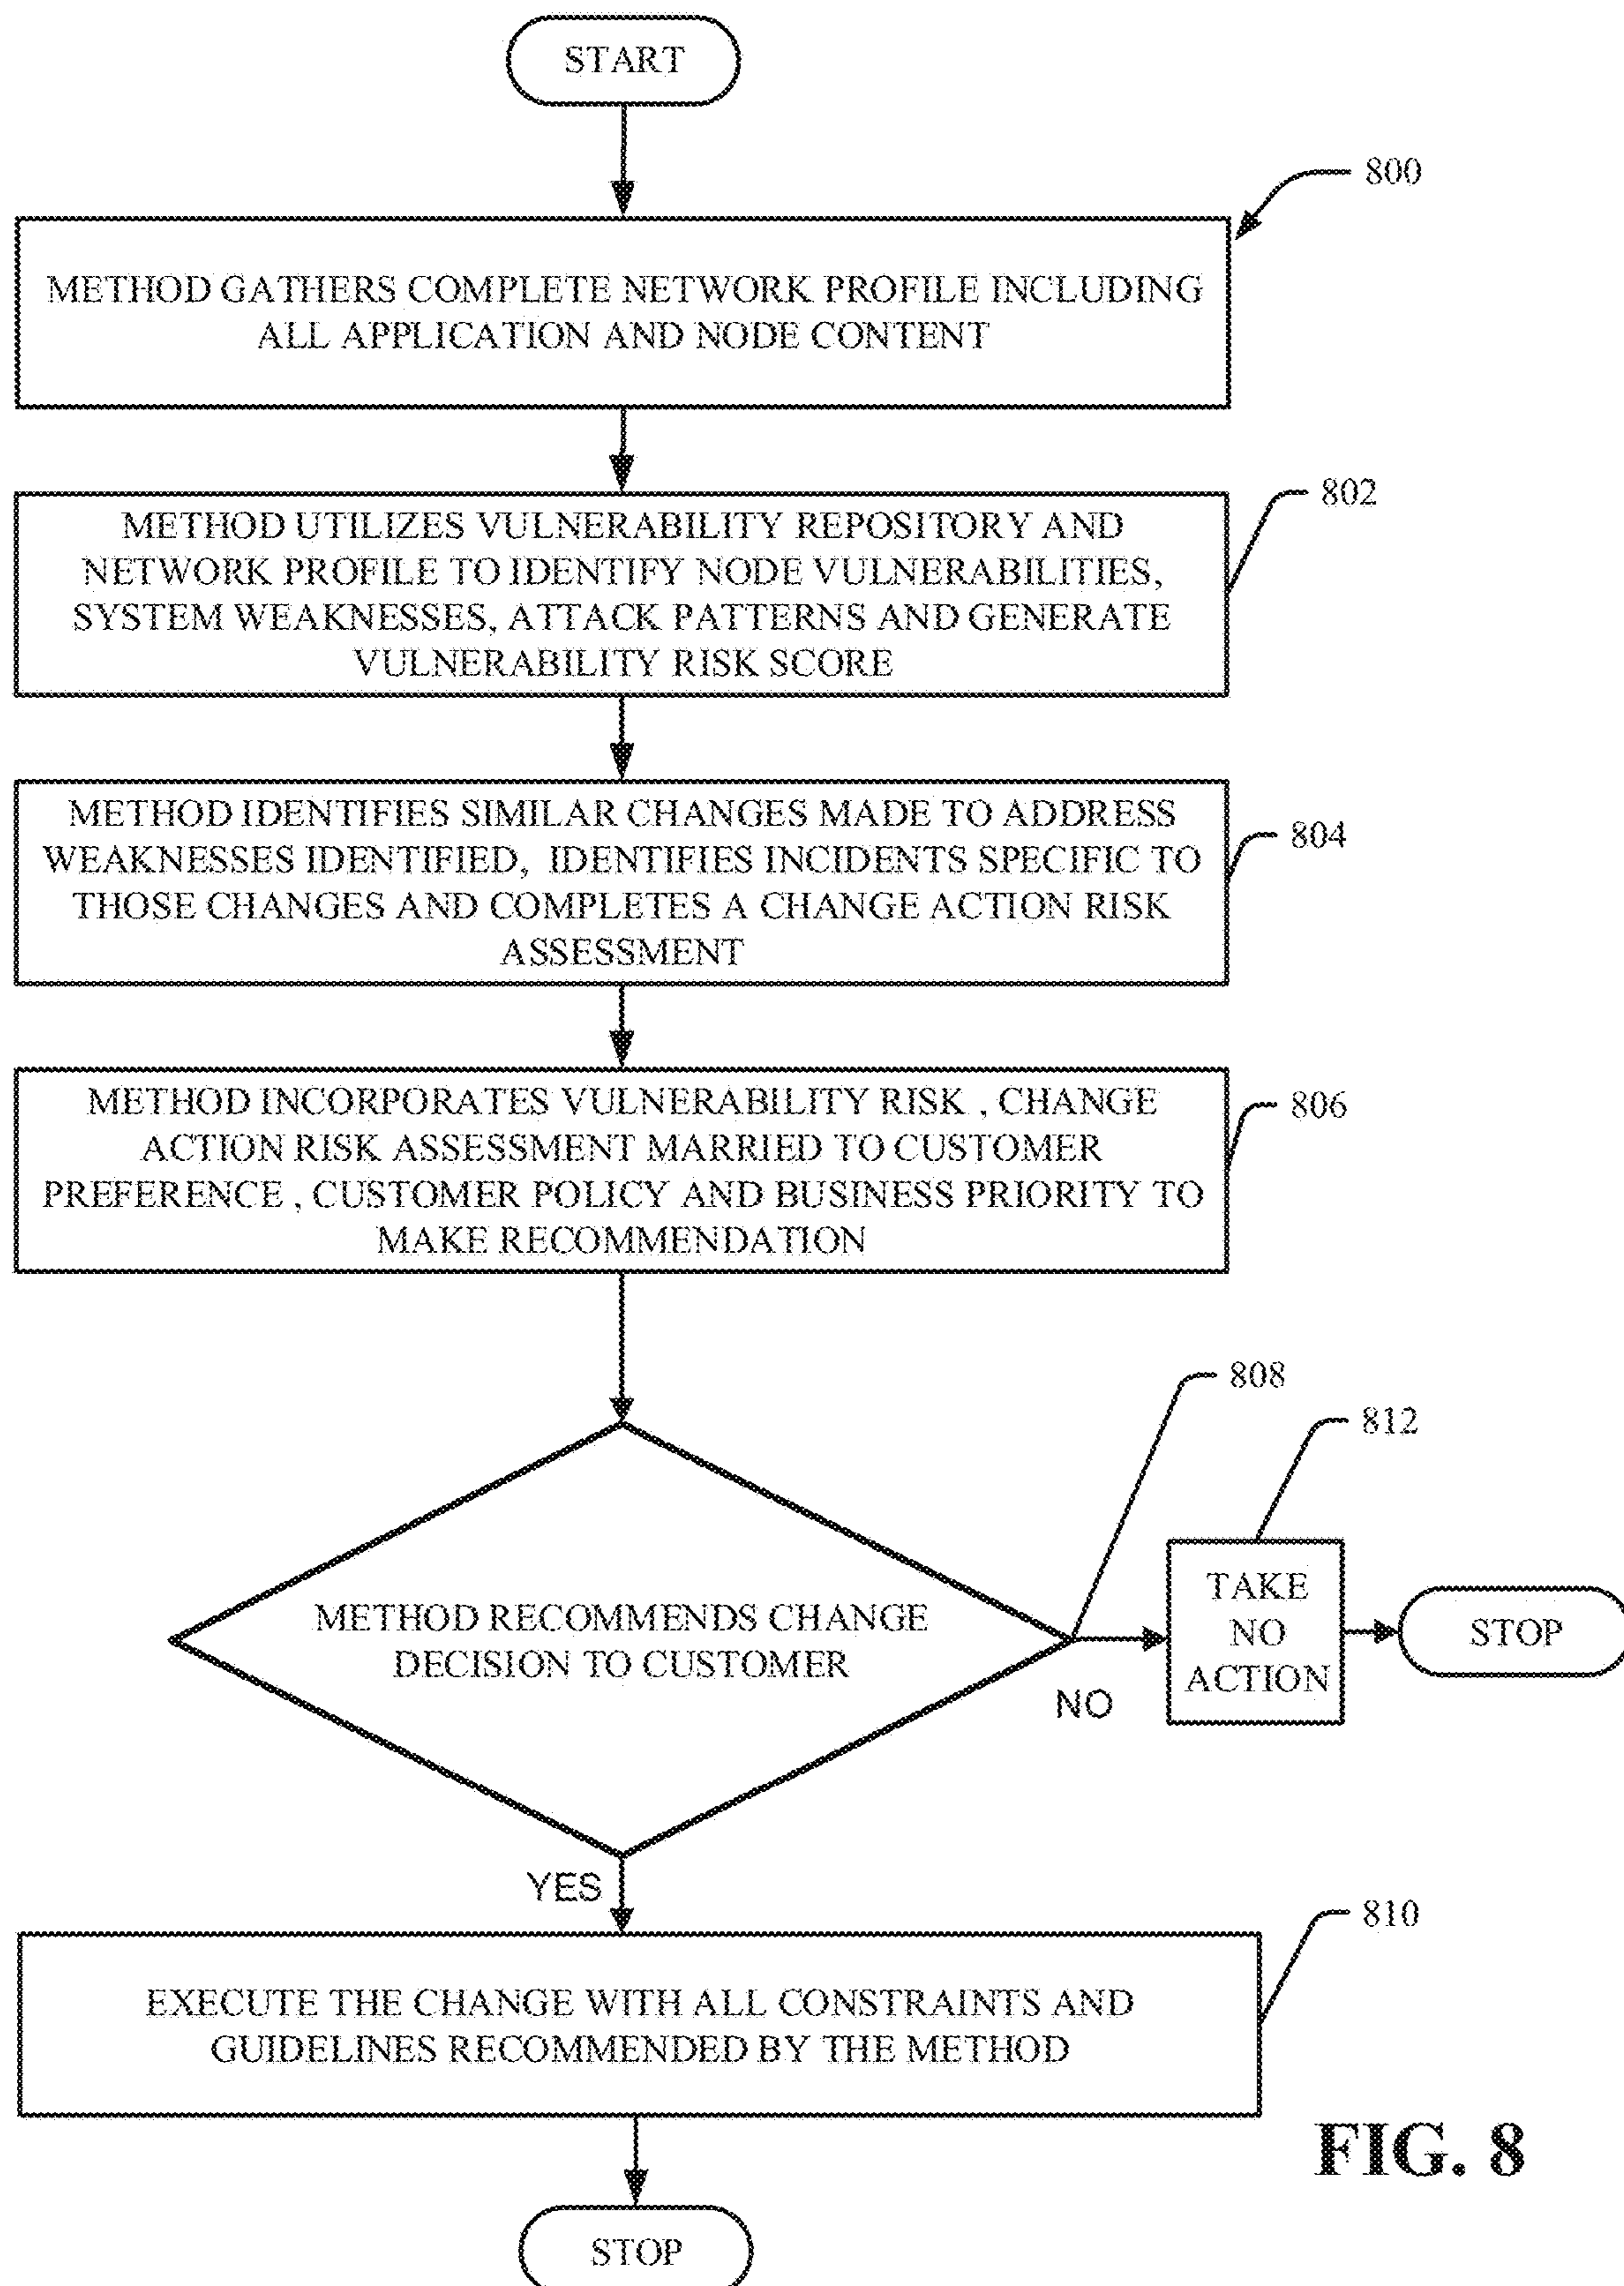 START
800
METHOD GATHERS COMPLETE NETWORK PROFILE INCLUDING
ALL APPLICATION AND NODE CONTENT
802
METHOD UTILIZES VULNERABILITY REPOSITORY AND
NETWORK PROFILE TO IDENTIFY NODE VULNERABILITIES,
SYSTEM WEAKNESSES, ATTACK PATTERNS AND GENERATE
VULNERABILITY RISK SCORE
804
METHOD IDENTIFIES SIMILAR CHANGES MADE TO ADDRESS
WEAKNESSES IDENTIFIED, IDENTIFIES INCIDENTS SPECIFIC TO
THOSE CHANGES AND COMPLETES A CHANGE ACTION RISK
ASSESSMENT
806
METHOD INCORPORATES VULNERABILITY RISK , CHANGE
ACTION RISK ASSESSMENT MARRIED TO CUSTOMER
PREFERENCE , CUSTOMER POLICY AND BUSINESS PRIORITY TO
MAKE RECOMMENDATION
808
812
METHOD RECOMMENDS CHANGE
DECISION TO CUSTOMER
NO
TAKE
NO
ACTION
STOP
YES
810
EXECUTE THE CHANGE WITH ALL CONSTRAINTS AND
GUIDELINES RECOMMENDED BY THE METHOD
FIG. 8
STOP